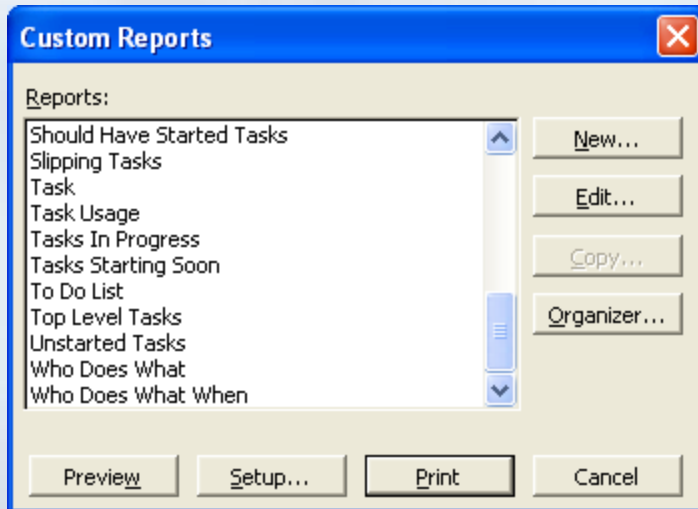 Custom Reports
Reports:
Should Have Started Tasks
Slipping Tasks
Task
Task Usage
Tasks In Progress
Tasks Starting Soon
To Do List
Top Level Tasks
Unstarted Tasks
Who Does What
Who Does What When
New...
Edit...
Copy...
Organizer...
Preview
Setup...
Print
Cancel